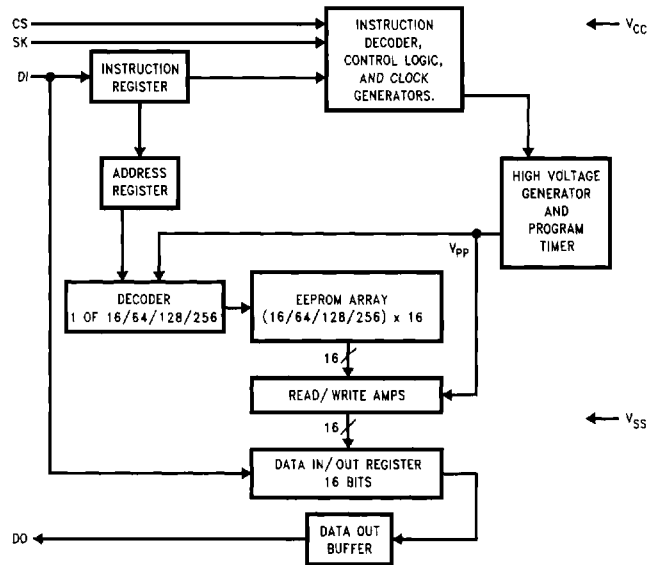 CS
SK
DI
INSTRUCTION
REGISTER
INSTRUCTION
DECODER,
CONTROL LOGIC,
AND CLOCK
GENERATORS.
VCC
ADDRESS
REGISTER
HIGH VOLTAGE
GENERATOR
AND
PROGRAM
TIMER
VPP
DECODER
1 OF 16/64/128/256
EEPROM ARRAY
(16/64/128/256) x 16
16
READ/WRITE AMPS
16
VSS
DATA IN/OUT REGISTER
16 BITS
DO
DATA OUT
BUFFER